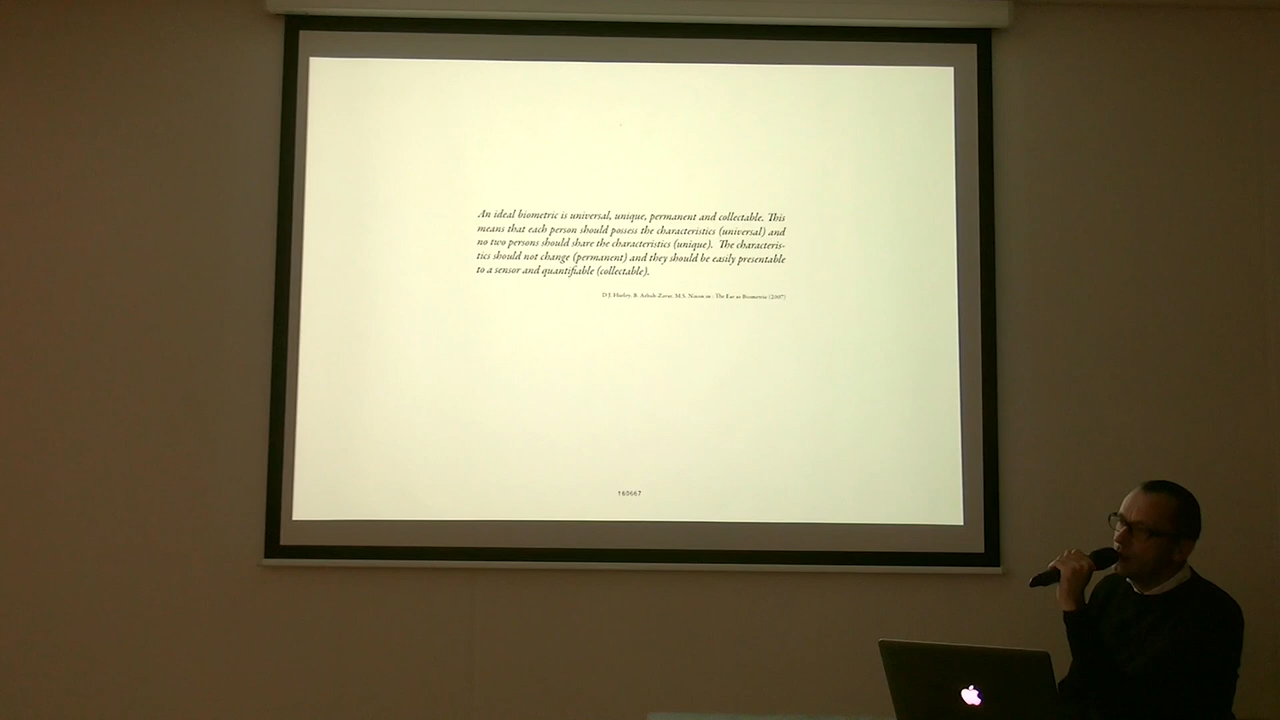 An ideal biometric is universal, unique, permanent and collectable. This
means that each person should possess the characteristics (universal) and
no two persons should share the characteristics (unique). The characteris-
tics should not change (permanent) and they should be easily presentable
to a sensor and quantifiable (collectable).
D.J. Hurley, B. Arbab-Zavar, M.S. Nixon in : The Ear as Biometric (2007)
160667